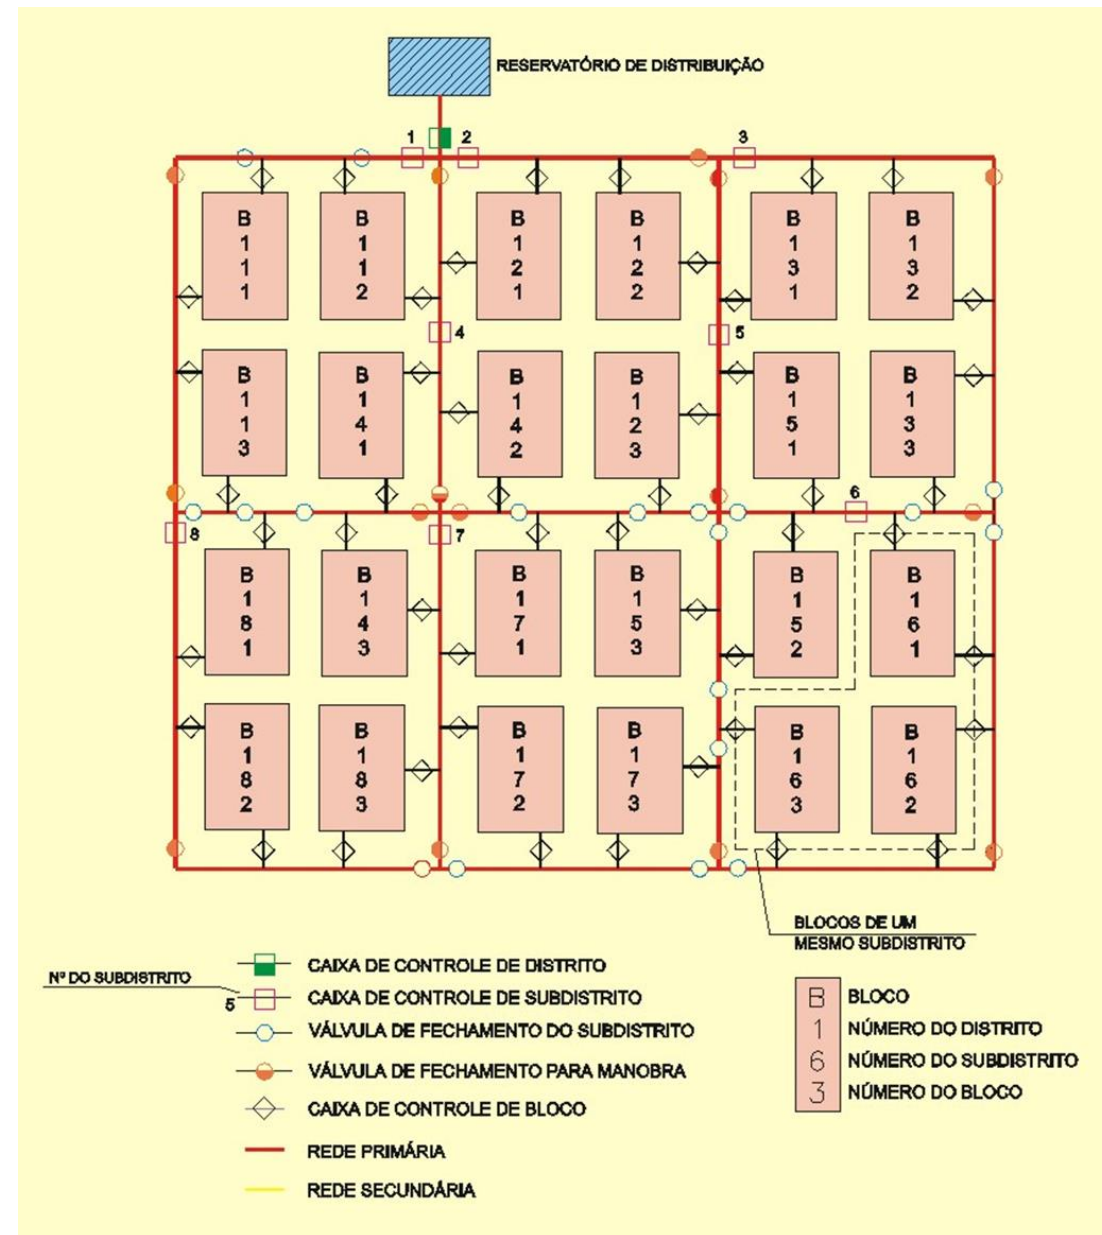 RESERVATÓRIO DE DISTRIBUIÇÃO
1 2 3
B B B B B B
1 1 1 1 1 1
1 1 2 2 3 3
1 2 1 2 1 2
4 5
B B B B B B
1 1 1 1 1 1
1 4 4 2 5 3
3 1 2 3 1 3
6
8 7
B B B B B B
1 1 1 1 1 1
8 4 7 5 5 6
1 3 1 3 2 1
B B B B B B
1 1 1 1 1 1
8 8 7 7 6 6
2 3 2 3 3 2
BLOCOS DE UM
MESMO SUBDISTRITO
Nº DO SUBDISTRITO
5
CAIXA DE CONTROLE DE DISTRITO
CAIXA DE CONTROLE DE SUBDISTRITO
VÁLVULA DE FECHAMENTO DO SUBDISTRITO
VÁLVULA DE FECHAMENTO PARA MANOBRA
CAIXA DE CONTROLE DE BLOCO
REDE PRIMÁRIA
REDE SECUNDÁRIA
B BLOCO
1 NÚMERO DO DISTRITO
6 NÚMERO DO SUBDISTRITO
3 NÚMERO DO BLOCO